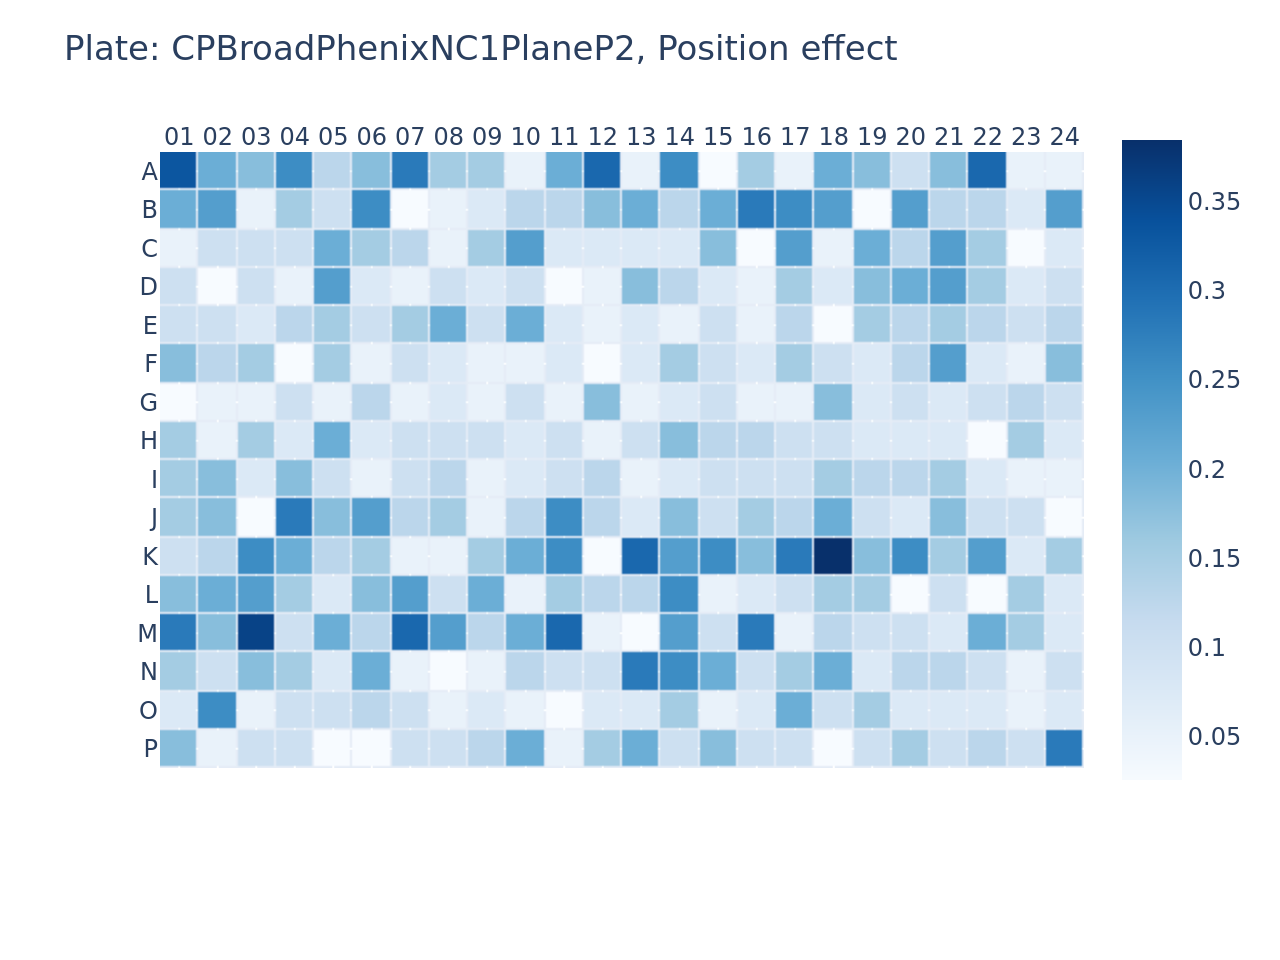 Plate: CPBroadPhenixNC1PlaneP2, Position effect
01 02 03 04 05 06 07 08 09 10 11 12 13 14 15 16 17 18 19 20 21 22 23 24
A
B
C
D
E
F
G
H
I
J
K
L
M
N
O
P
0.35
0.3
0.25
0.2
0.15
0.1
0.05